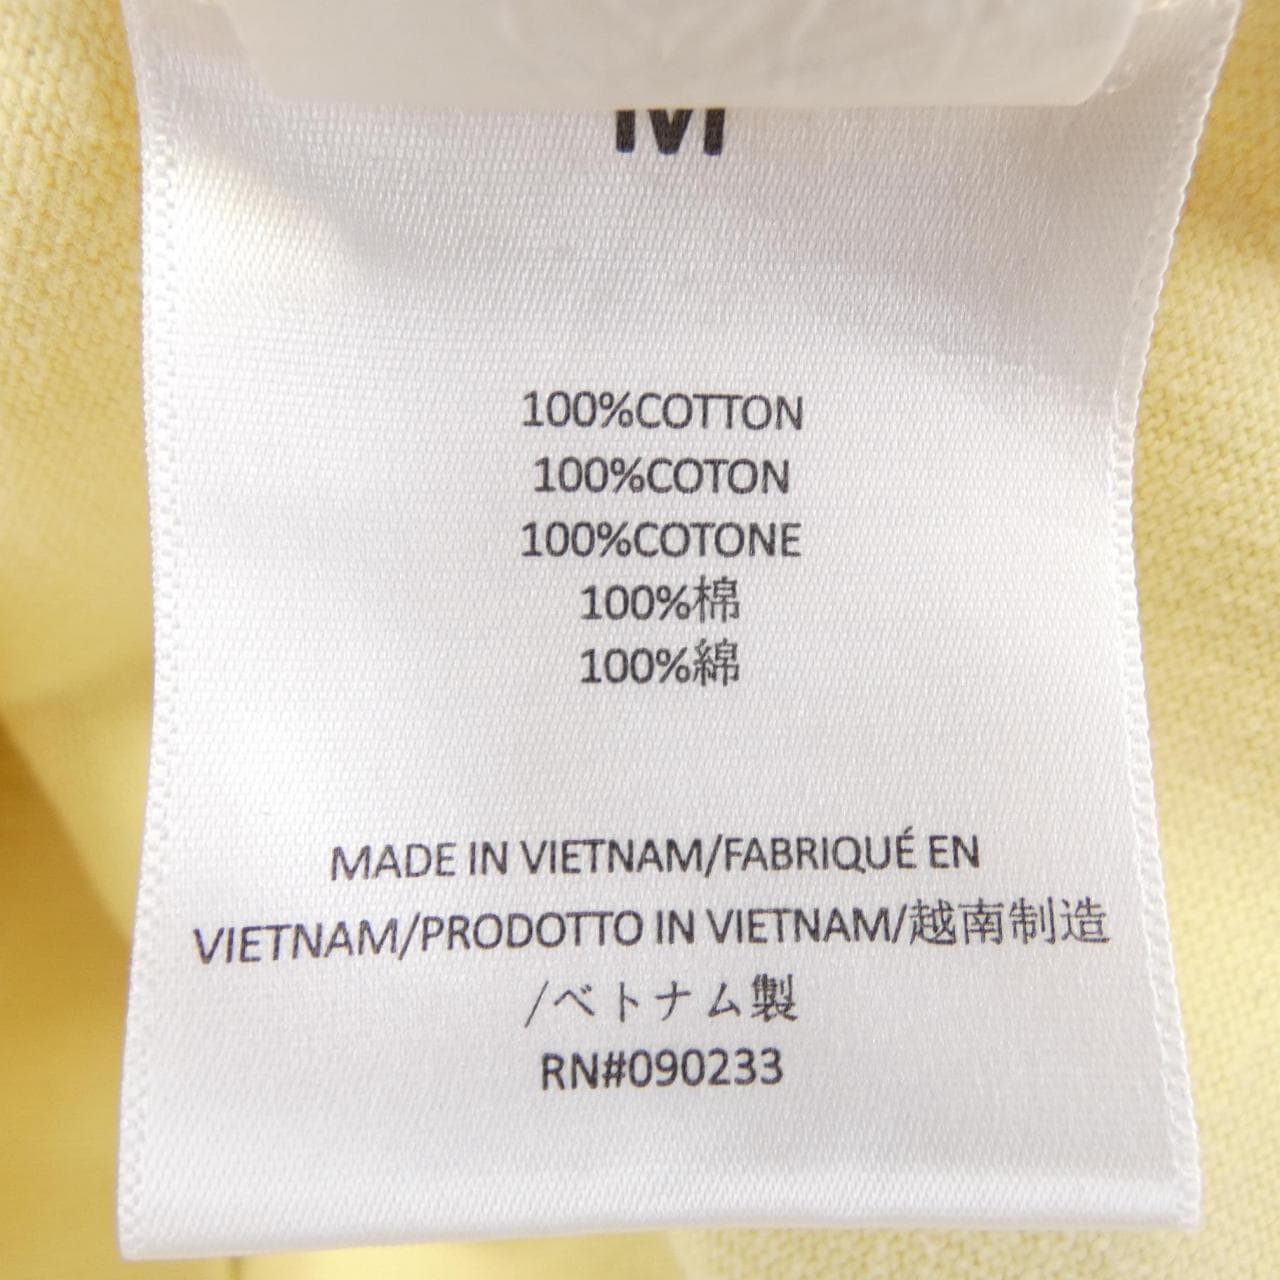 M
100%COTTON
100%COTON
100%COTONE
100%棉
100%綿
MADE IN VIETNAM/FABRIQUÉ EN
VIETNAM/PRODOTTO IN VIETNAM/越南制造
/ベトナム製
RN#090233